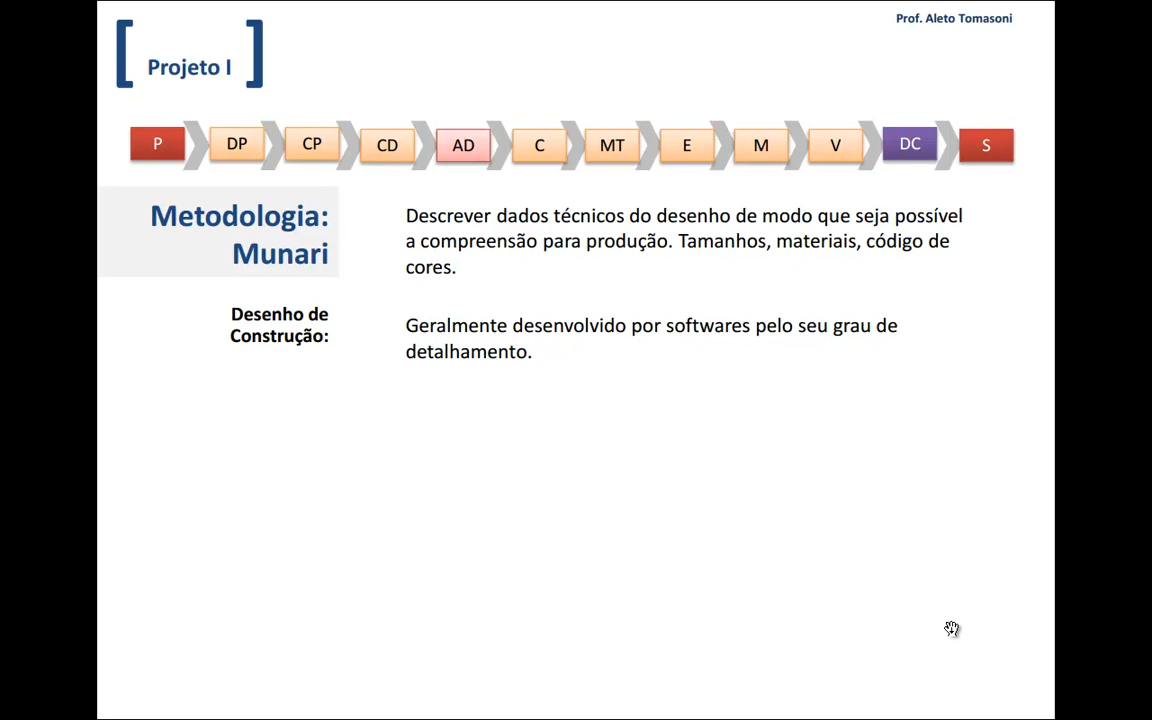 Prof. Aleto Tomasoni
Projeto I
P DP CP CD AD C MT E M V DC S
Metodologia:
Munari
Descrever dados técnicos do desenho de modo que seja possível
a compreensão para produção. Tamanhos, materiais, código de
cores.
Desenho de
Construção:
Geralmente desenvolvido por softwares pelo seu grau de
detalhamento.